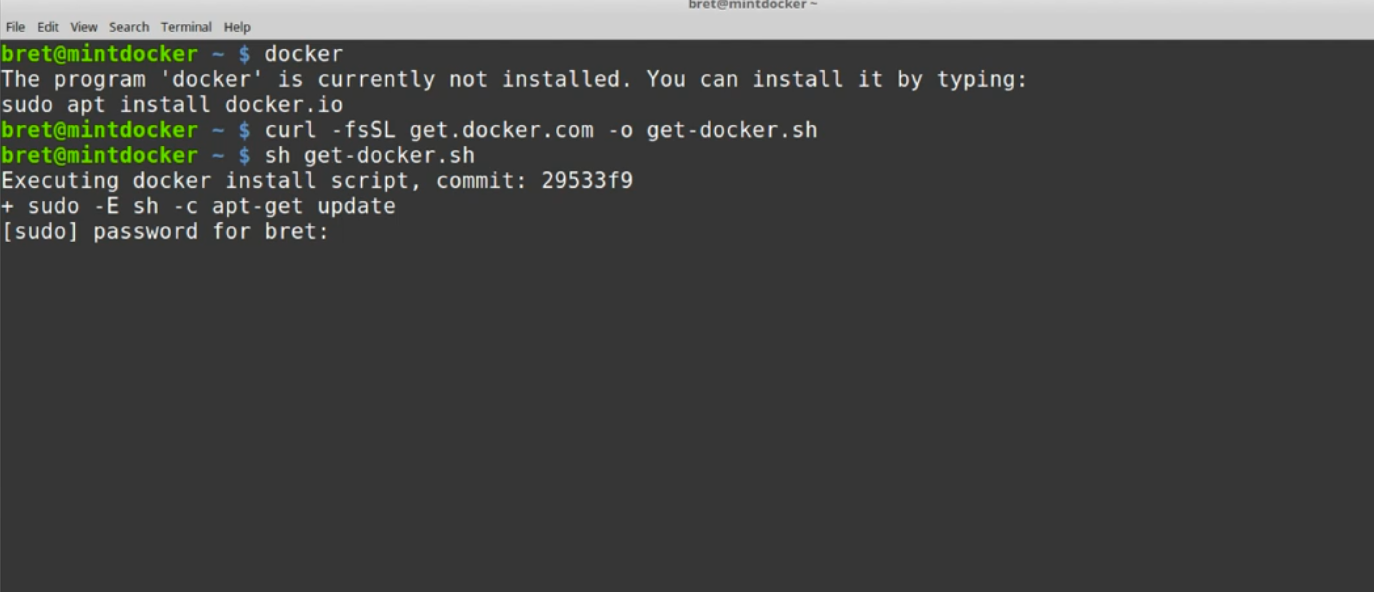 bret@mintdocker ~
File Edit View Search Terminal Help
bret@mintdocker ~ $ docker
The program 'docker' is currently not installed. You can install it by typing:
sudo apt install docker.io
bret@mintdocker ~ $ curl -fsSL get.docker.com -o get-docker.sh
bret@mintdocker ~ $ sh get-docker.sh
Executing docker install script, commit: 29533f9
+ sudo -E sh -c apt-get update
[sudo] password for bret: